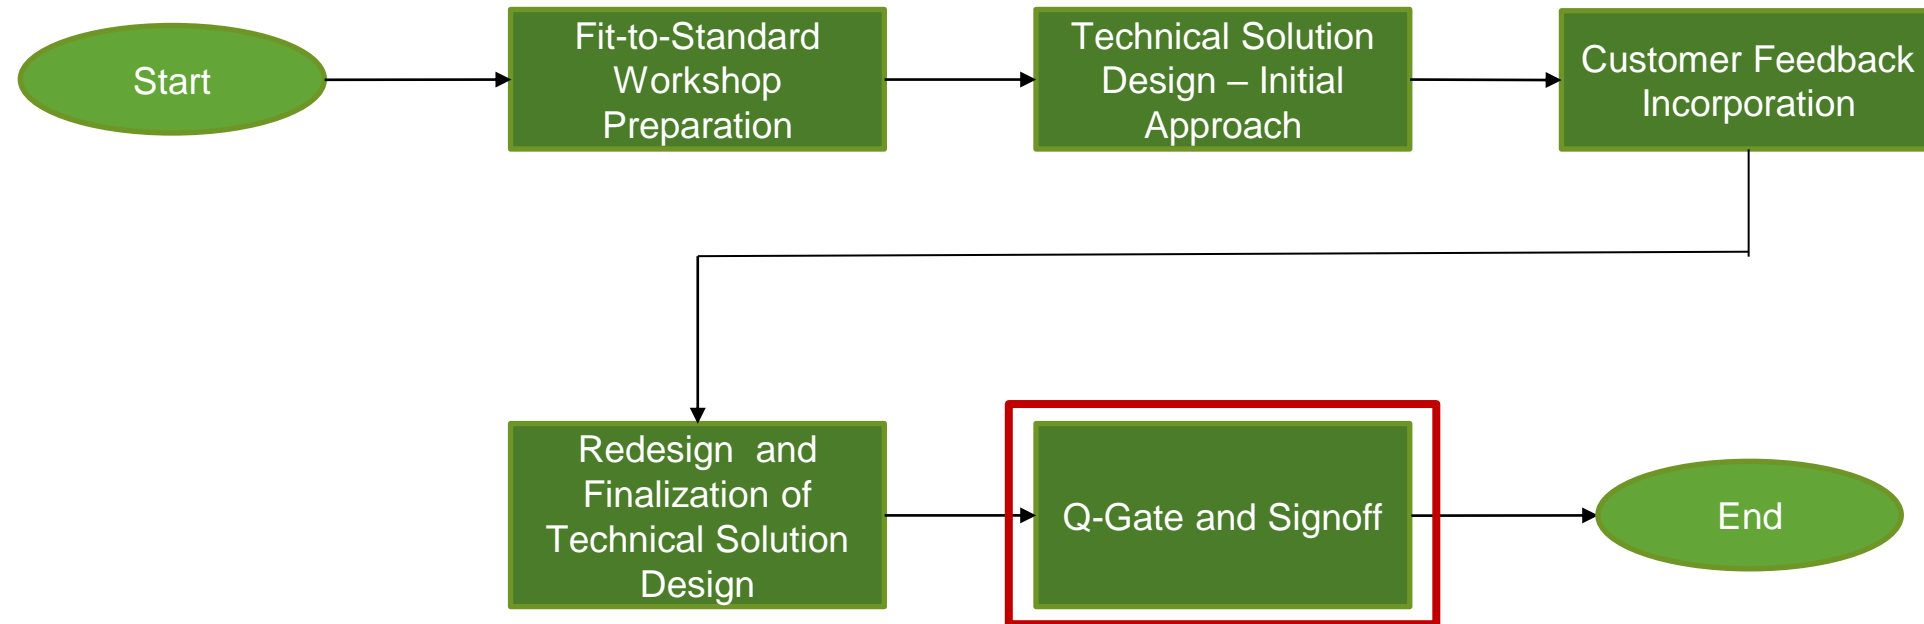 Start
Fit-to-Standard
Workshop
Preparation
Technical Solution
Design – Initial
Approach
Customer Feedback
Incorporation
Redesign  and
Finalization of
Technical Solution
Design
Q-Gate and Signoff
End